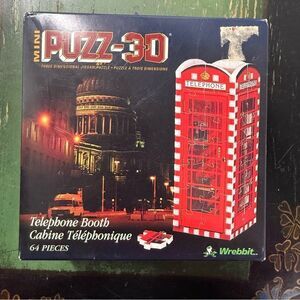 MINI
PUZZ-3D
THREE DIMENSIONAL JIGSAW PUZZLE • PUZZLE À TROIS DIMENSIONS
TELEPHONE
Telephone Booth
Cabine Téléphonique
64 PIECES
Wrebbit